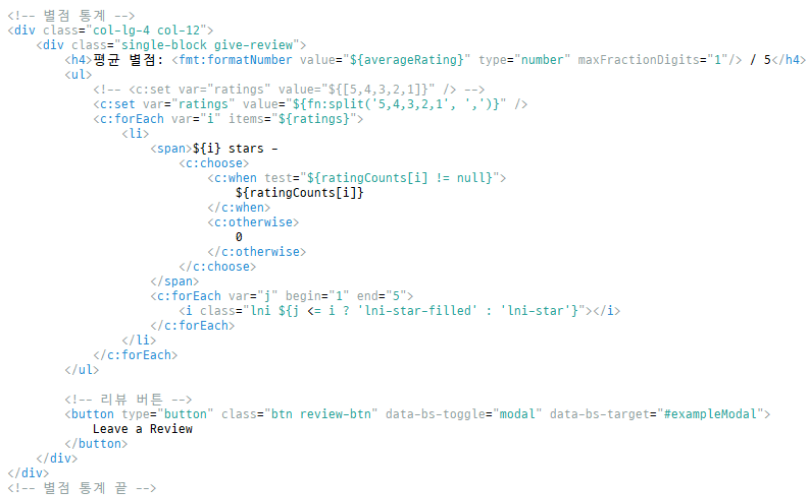 <!-- 별점 통계 -->
<div class="col-lg-4 col-12">
    <div class="single-block give-review">
        <h4>평균 별점: <fmt:formatNumber value="${averageRating}" type="number" maxFractionDigits="1"/> / 5</h4>
        <ul>
            <!-- <c:set var="ratings" value="${[5,4,3,2,1]}" /> -->
            <c:set var="ratings" value="${fn:split('5,4,3,2,1', ',')}" />
            <c:forEach var="i" items="${ratings}">
                <li>
                    <span>${i} stars -
                        <c:choose>
                            <c:when test="${ratingCounts[i] != null}">
                                ${ratingCounts[i]}
                            </c:when>
                            <c:otherwise>
                                0
                            </c:otherwise>
                        </c:choose>
                    </span>
                    <c:forEach var="j" begin="1" end="5">
                        <i class="lni ${j <= i ? 'lni-star-filled' : 'lni-star'}"></i>
                    </c:forEach>
                </li>
            </c:forEach>
        </ul>

        <!-- 리뷰 버튼 -->
        <button type="button" class="btn review-btn" data-bs-toggle="modal" data-bs-target="#exampleModal">
            Leave a Review
        </button>
    </div>
</div>
<!-- 별점 통계 끝 -->